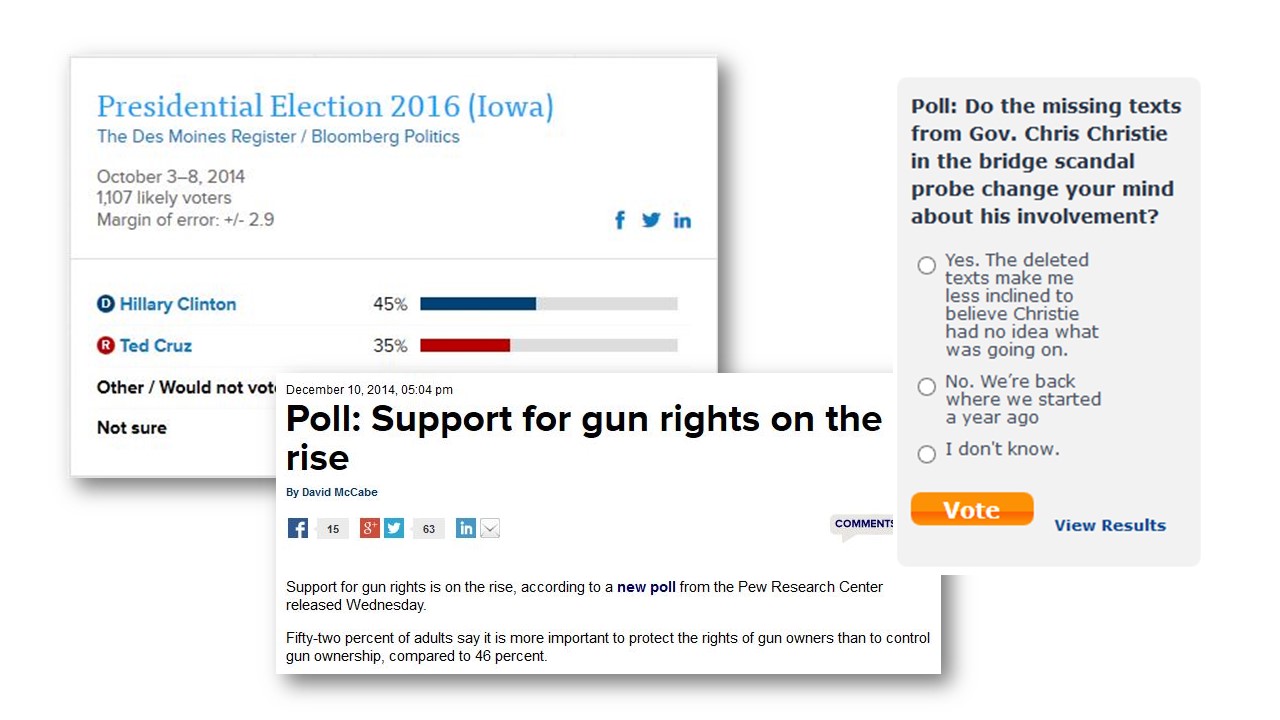 Presidential Election 2016 (Iowa)
The Des Moines Register / Bloomberg Politics
October 3–8, 2014
1,107 likely voters
Margin of error: +/- 2.9
f in
D Hillary Clinton 45%
R Ted Cruz 35%
Other / Would not vot
Not sure
December 10, 2014, 05:04 pm
Poll: Support for gun rights on the
rise
By David McCabe
f 15 g+ 63 in
COMMENTS
Support for gun rights is on the rise, according to a new poll from the Pew Research Center
released Wednesday.
Fifty-two percent of adults say it is more important to protect the rights of gun owners than to control
gun ownership, compared to 46 percent.
Poll: Do the missing texts
from Gov. Chris Christie
in the bridge scandal
probe change your mind
about his involvement?
Yes. The deleted
texts make me
less inclined to
believe Christie
had no idea what
was going on.
No. We're back
where we started
a year ago
I don't know.
Vote
View Results